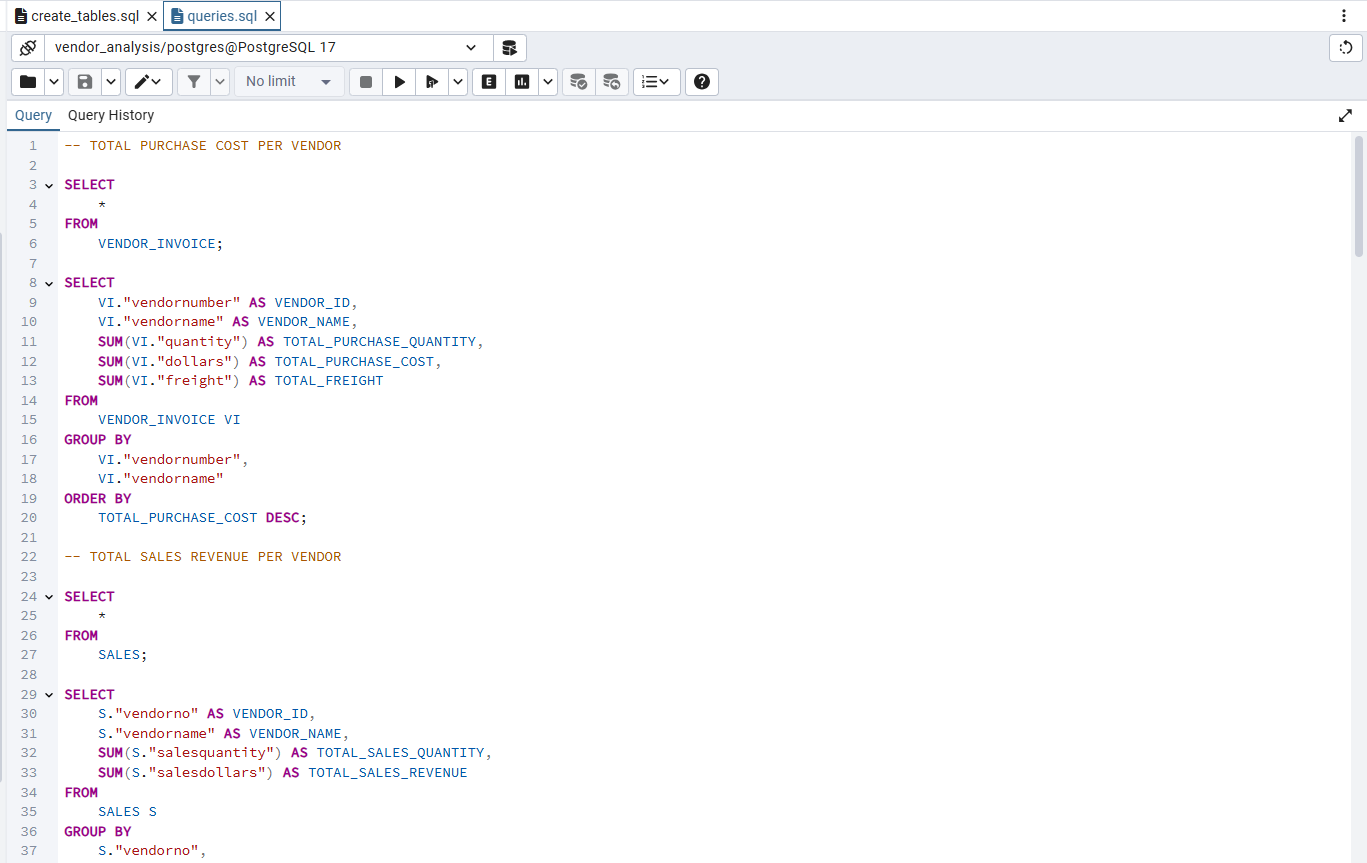 create_tables.sql
queries.sql
vendor_analysis/postgres@PostgreSQL 17
No limit
E
Query
Query History
1 -- TOTAL PURCHASE COST PER VENDOR
2
3 SELECT
4 *
5 FROM
6 VENDOR_INVOICE;
7
8 SELECT
9 VI."vendornumber" AS VENDOR_ID,
10 VI."vendorname" AS VENDOR_NAME,
11 SUM(VI."quantity") AS TOTAL_PURCHASE_QUANTITY,
12 SUM(VI."dollars") AS TOTAL_PURCHASE_COST,
13 SUM(VI."freight") AS TOTAL_FREIGHT
14 FROM
15 VENDOR_INVOICE VI
16 GROUP BY
17 VI."vendornumber",
18 VI."vendorname"
19 ORDER BY
20 TOTAL_PURCHASE_COST DESC;
21
22 -- TOTAL SALES REVENUE PER VENDOR
23
24 SELECT
25 *
26 FROM
27 SALES;
28
29 SELECT
30 S."vendorno" AS VENDOR_ID,
31 S."vendorname" AS VENDOR_NAME,
32 SUM(S."salesquantity") AS TOTAL_SALES_QUANTITY,
33 SUM(S."salesdollars") AS TOTAL_SALES_REVENUE
34 FROM
35 SALES S
36 GROUP BY
37 S."vendorno",